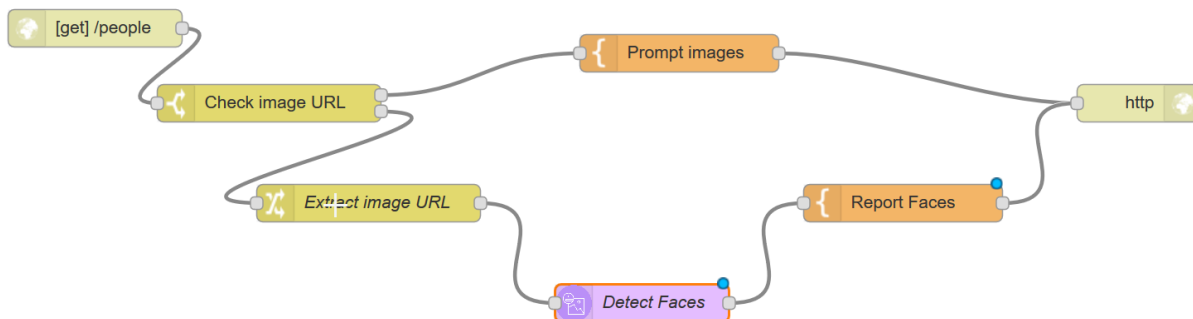 [get] /people
Prompt images
Check image URL
http
Extract image URL
Report Faces
Detect Faces